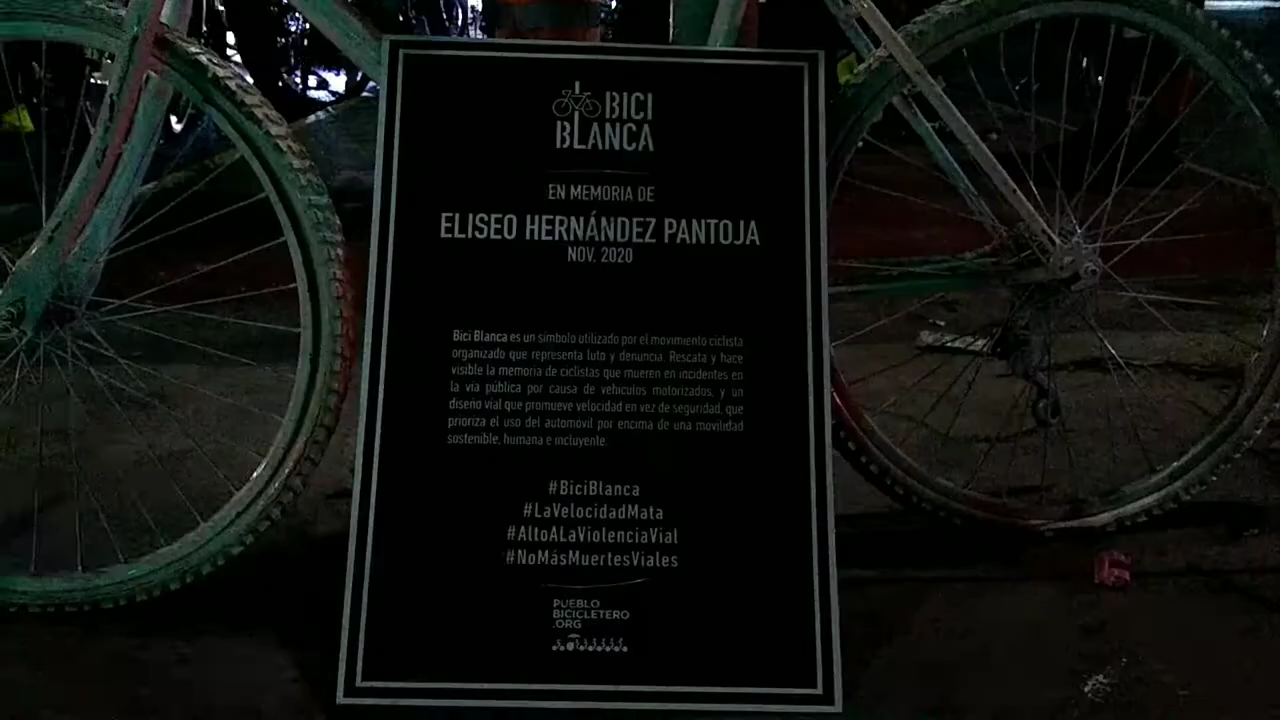 BICI
BLANCA
EN MEMORIA DE
ELISEO HERNÁNDEZ PANTOJA
NOV. 2020
Bici Blanca es un símbolo utilizado por el movimiento ciclista
organizado que representa luto y denuncia. Rescata y hace
visible la memoria de ciclistas que mueren en incidentes en
la vía pública por causa de vehículos motorizados, y un
diseño vial que promueve velocidad en vez de seguridad, que
prioriza el uso del automóvil por encima de una movilidad
sostenible, humana e incluyente.
#BiciBlanca
#LaVelocidadMata
#AltoALaViolenciaVial
#NoMásMuertesViales
PUEBLO
BICICLETERO
.ORG